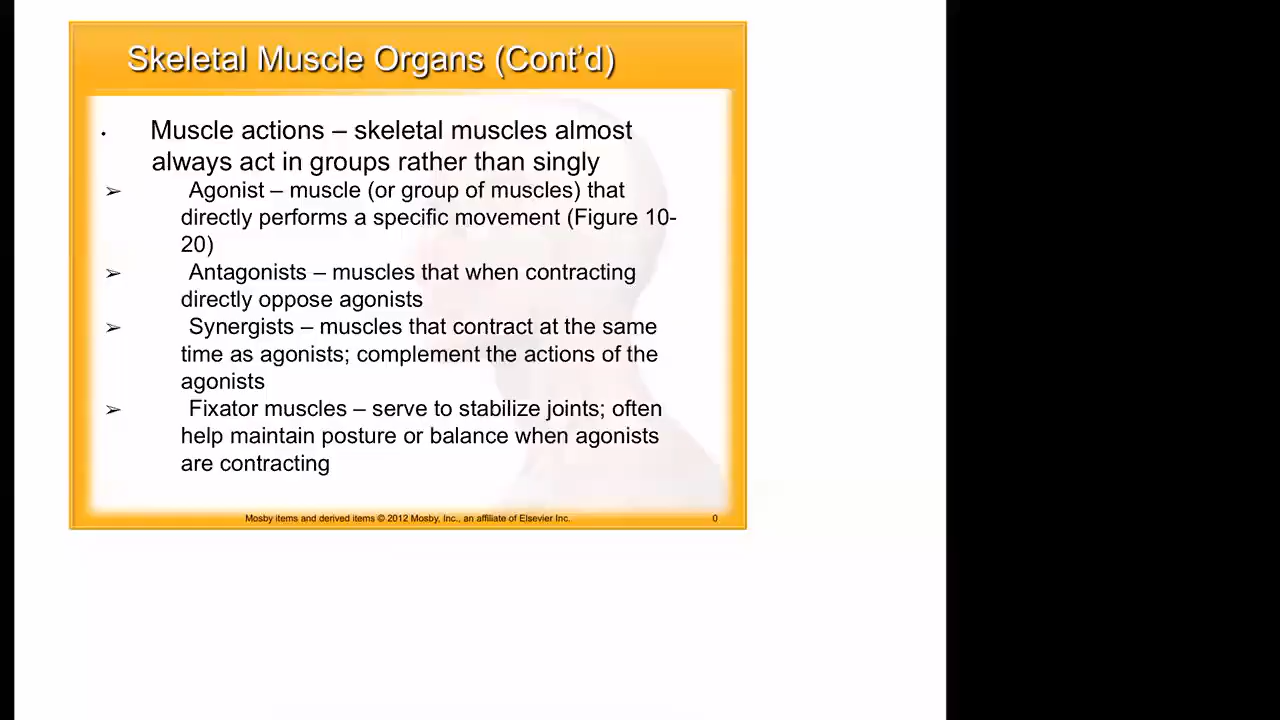 Skeletal Muscle Organs (Cont’d)
• Muscle actions – skeletal muscles almost
always act in groups rather than singly
➢ Agonist – muscle (or group of muscles) that
directly performs a specific movement (Figure 10-
20)
➢ Antagonists – muscles that when contracting
directly oppose agonists
➢ Synergists – muscles that contract at the same
time as agonists; complement the actions of the
agonists
➢ Fixator muscles – serve to stabilize joints; often
help maintain posture or balance when agonists
are contracting
Mosby items and derived items © 2012 Mosby, Inc., an affiliate of Elsevier Inc. 0